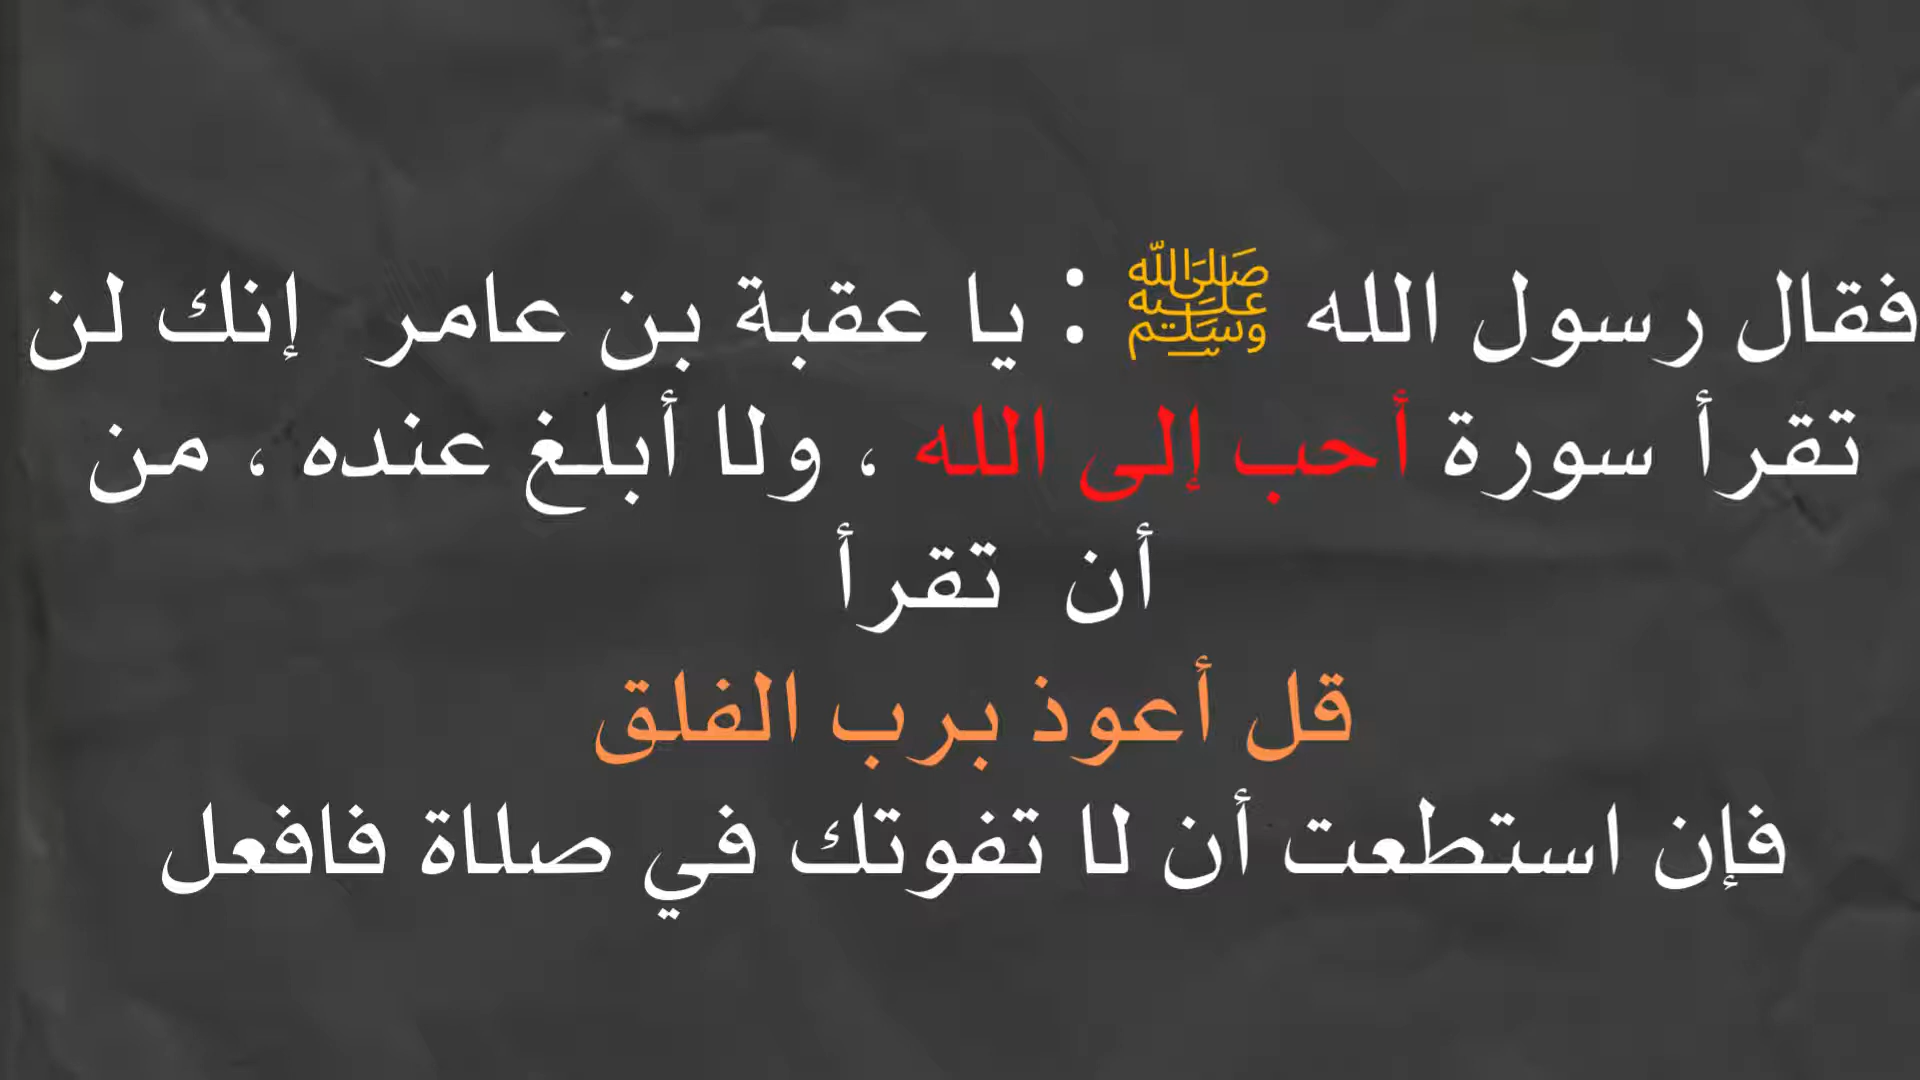 فقال رسول الله ﷺ : يا عقبة بن عامر إنك لن
تقرأ سورة أحب إلى الله ، ولا أبلغ عنده ، من
أن تقرأ
قل أعوذ برب الفلق
فإن استطعت أن لا تفوتك في صلاة فافعل